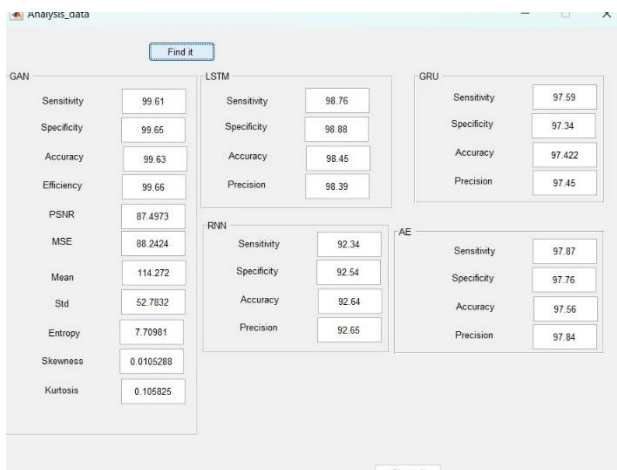 Analysis_data
Find it
GAN
Sensitivity 99.61
Specificity 99.65
Accuracy 99.63
Efficiency 99.66
PSNR 87.4973
MSE 88.2424
Mean 114.272
Std 52.7832
Entropy 7.70981
Skewness 0.0105288
Kurtosis 0.105825
LSTM
Sensitivity 98.76
Specificity 98.88
Accuracy 98.45
Precision 98.39
RNN
Sensitivity 92.34
Specificity 92.54
Accuracy 92.64
Precision 92.65
GRU
Sensitivity 97.59
Specificity 97.34
Accuracy 97.422
Precision 97.45
AE
Sensitivity 97.87
Specificity 97.76
Accuracy 97.56
Precision 97.84